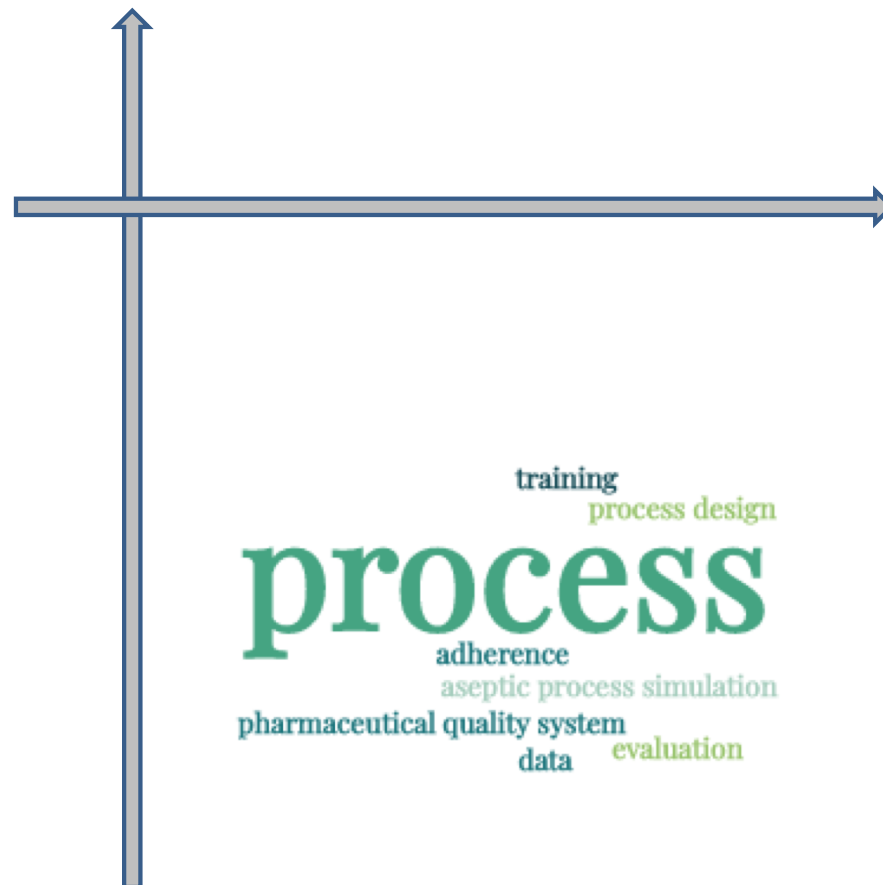 training
process design
process
adherence
aseptic process simulation
pharmaceutical quality system
evaluation
data